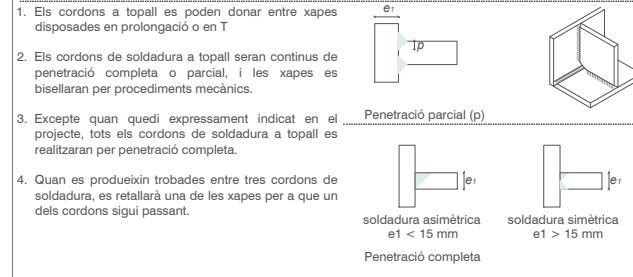 1. Els cordons a topall es poden donar entre xapes
disposades en prolongació o en T
2. Els cordons de soldadura a topall seran continus de
penetració completa o parcial, i les xapes es
bisellaran per procediments mecànics.
3. Excepte quan quedi expressament indicat en el
projecte, tots els cordons de soldadura a topall es
realitzaran per penetració completa.
4. Quan es produeixin trobades entre tres cordons de
soldadura, es retallarà una de les xapes per a que un
dels cordons sigui passant.
e1
p
Penetració parcial (p)
e1
e1
soldadura asimètrica
e1 < 15 mm
soldadura simètrica
e1 > 15 mm
Penetració completa